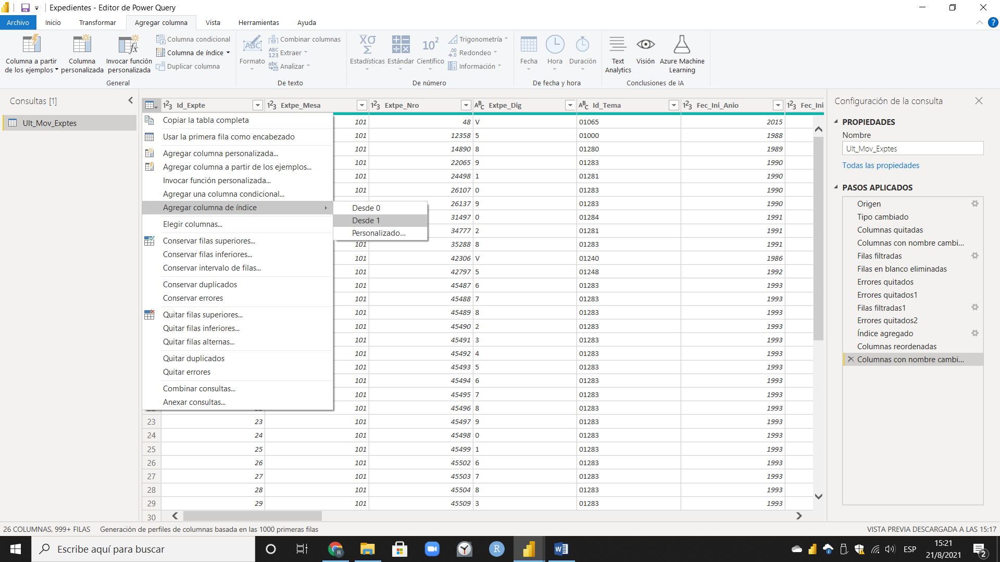 Expedientes - Editor de Power Query
Archivo Inicio Transformar Agregar columna Vista Herramientas Ayuda
Columna a partir de los ejemplos
Columna personalizada
Invocar función personalizada
Columna condicional
Columna de índice
Duplicar columna
General
Formato
Combinar columnas
Extraer
Analizar
De texto
Estadísticas
Estándar
Científico
Trigonometría
Redondeo
Información
De número
Fecha
Hora
Duración
De fecha y hora
Text Analytics
Visión
Azure Machine Learning
Conclusiones de IA
Consultas [1]
Ult_Mov_Exptes
Id_Expte Extpe_Mesa Extpe_Nro Extpe_Dig Id_Tema Fec_Ini_Anio Fec_Ini
Copiar la tabla completa
Usar la primera fila como encabezado
Agregar columna personalizada...
Agregar columna a partir de los ejemplos...
Invocar función personalizada...
Agregar una columna condicional...
Agregar columna de índice
Elegir columnas...
Conservar filas superiores...
Conservar filas inferiores...
Conservar intervalo de filas...
Conservar duplicados
Conservar errores
Quitar filas superiores...
Quitar filas inferiores...
Quitar filas alternas...
Quitar duplicados
Quitar errores
Combinar consultas...
Anexar consultas...
Desde 0
Desde 1
Personalizado...
101 48 V 01065 2015
101 12358 5 01000 1988
101 14890 8 01280 1989
101 22065 9 01283 1990
101 24498 1 01281 1990
101 26107 0 01283 1990
26137 9 01283 1990
31497 0 01284 1991
34777 2 01281 1991
101 35288 8 01283 1991
101 42306 V 01240 1986
101 42797 5 01248 1992
101 45487 6 01283 1993
101 45488 7 01283 1993
101 45489 8 01283 1993
101 45490 2 01283 1993
101 45491 3 01283 1993
101 45492 4 01283 1993
101 45493 5 01283 1993
101 45494 6 01283 1993
101 45495 7 01283 1993
101 45496 8 01283 1993
23 23 101 45497 9 01283 1993
24 24 101 45498 0 01283 1993
25 25 101 45499 1 01283 1993
26 26 101 45502 6 01283 1993
27 27 101 45503 7 01283 1993
28 28 101 45504 8 01283 1993
29 29 101 45509 3 01283 1993
30
Configuración de la consulta
PROPIEDADES
Nombre
Ult_Mov_Exptes
Todas las propiedades
PASOS APLICADOS
Origen
Tipo cambiado
Columnas quitadas
Columnas con nombre cambi...
Filas filtradas
Filas en blanco eliminadas
Errores quitados
Errores quitados1
Filas filtradas1
Errores quitados2
Índice agregado
Columnas reordenadas
Columnas con nombre cambi...
26 COLUMNAS, 999+ FILAS Generación de perfiles de columnas basada en las 1000 primeras filas VISTA PREVIA DESCARGADA A LAS 15:17
Escribe aquí para buscar
ESP
15:21
21/8/2021
2